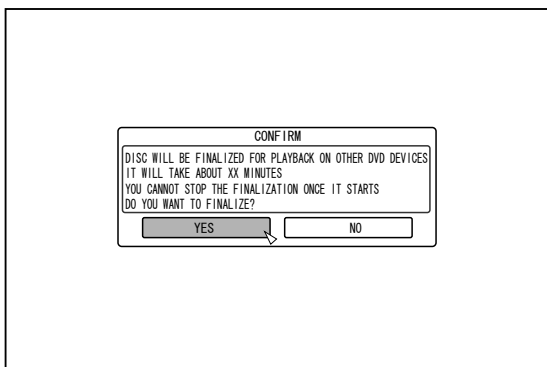 CONFIRM
DISC WILL BE FINALIZED FOR PLAYBACK ON OTHER DVD DEVICES
IT WILL TAKE ABOUT XX MINUTES
YOU CANNOT STOP THE FINALIZATION ONCE IT STARTS
DO YOU WANT TO FINALIZE?
YES NO